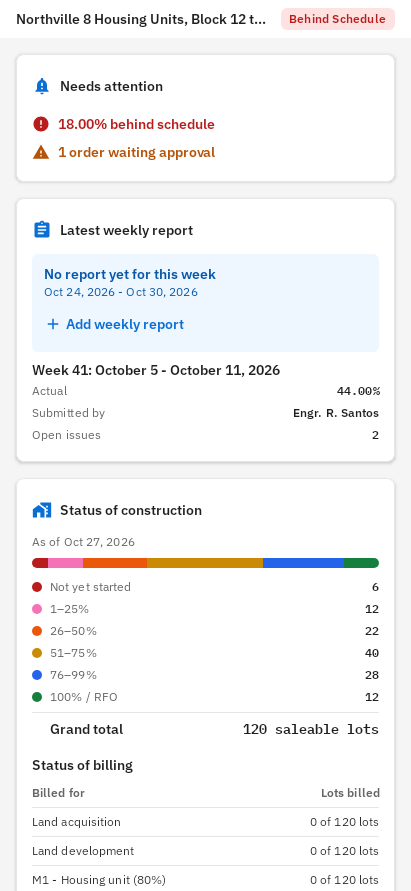 Northville 8 Housing Units, Block 12 t...
Behind Schedule
Needs attention
18.00% behind schedule
1 order waiting approval
Latest weekly report
No report yet for this week
Oct 24, 2026 - Oct 30, 2026
+ Add weekly report
Week 41: October 5 - October 11, 2026
Actual 44.00%
Submitted by Engr. R. Santos
Open issues 2
Status of construction
As of Oct 27, 2026
Not yet started 6
1–25% 12
26–50% 22
51–75% 40
76–99% 28
100% / RFO 12
Grand total 120 saleable lots
Status of billing
Billed for Lots billed
Land acquisition 0 of 120 lots
Land development 0 of 120 lots
M1 - Housing unit (80%) 0 of 120 lots